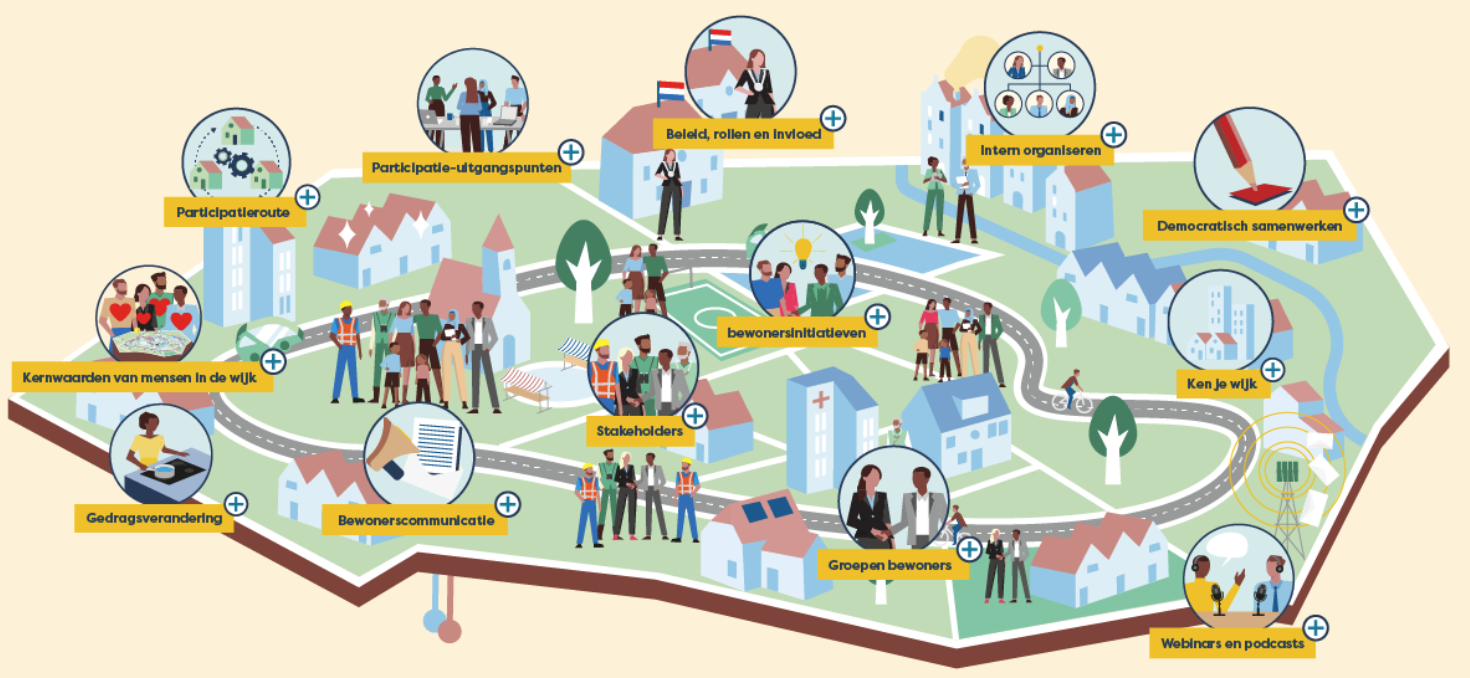 Beleid, rollen en invloed
Intern organiseren
Participatie-uitgangspunten
Participatieroute
Democratisch samenwerken
bewonersinitiatieven
Kernwaarden van mensen in de wijk
Ken je wijk
Stakeholders
Gedragsverandering
Bewonerscommunicatie
Groepen bewoners
Webinars en podcasts